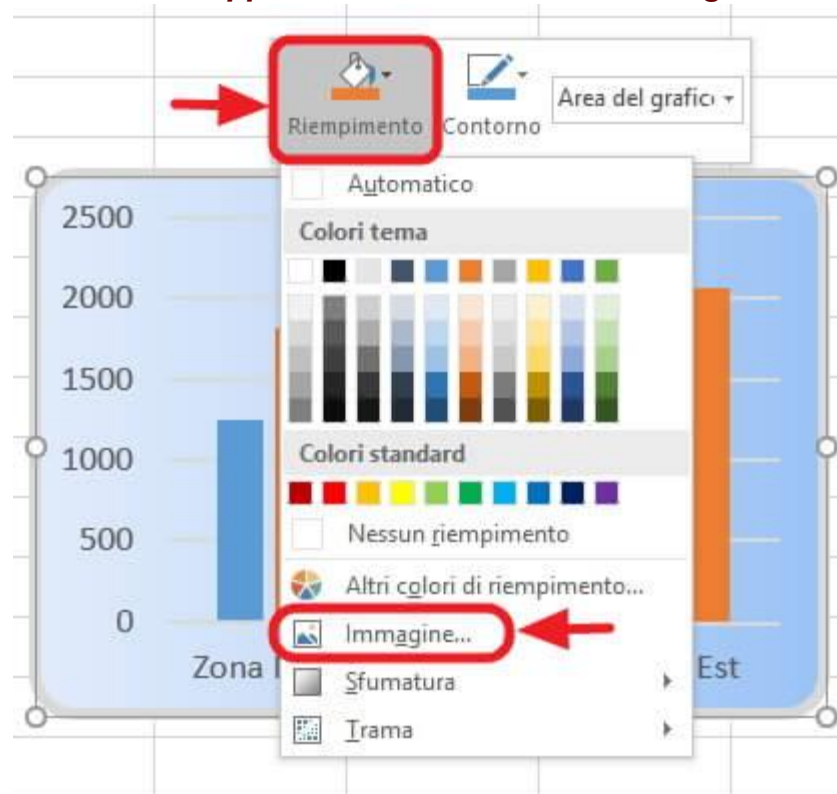 Riempimento
Contorno
Area del grafic
Automatico
Colori tema
2500
2000
1500
1000
500
0
Colori standard
Nessun riempimento
Altri colori di riempimento...
Immagine...
Sfumatura
Trama
Zona
Est